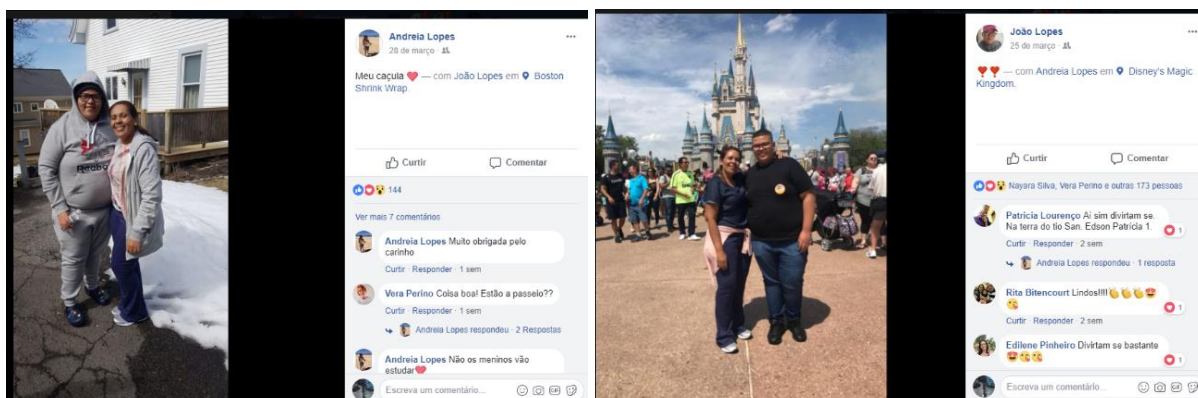 Andreia Lopes
28 de março
Meu caçula — com João Lopes em Boston
Shrink Wrap.
Curtir Comentar
144
Ver mais 7 comentários
Andreia Lopes Muito obrigada pelo
carinho
Curtir · Responder · 1 sem
Vera Perino Coisa boa! Estão a passeio??
Curtir · Responder · 1 sem
Andreia Lopes respondeu · 2 Respostas
Andreia Lopes Não os meninos vão
estudar
Escreva um comentário...
GIF
João Lopes
25 de março
— com Andreia Lopes em Disney's Magic
Kingdom.
Curtir Comentar
Nayara Silva, Vera Perino e outras 173 pessoas
Patricia Lourenço Ai sim divirtam se.
Na terra do tio San. Edson Patrícia 1.
1
Curtir · Responder · 2 sem
Andreia Lopes respondeu · 1 resposta
Rita Bitencourt Lindos!!!!
1
Curtir · Responder · 2 sem
Edilene Pinheiro Divirtam se bastante
1
Escreva um comentário...
GIF